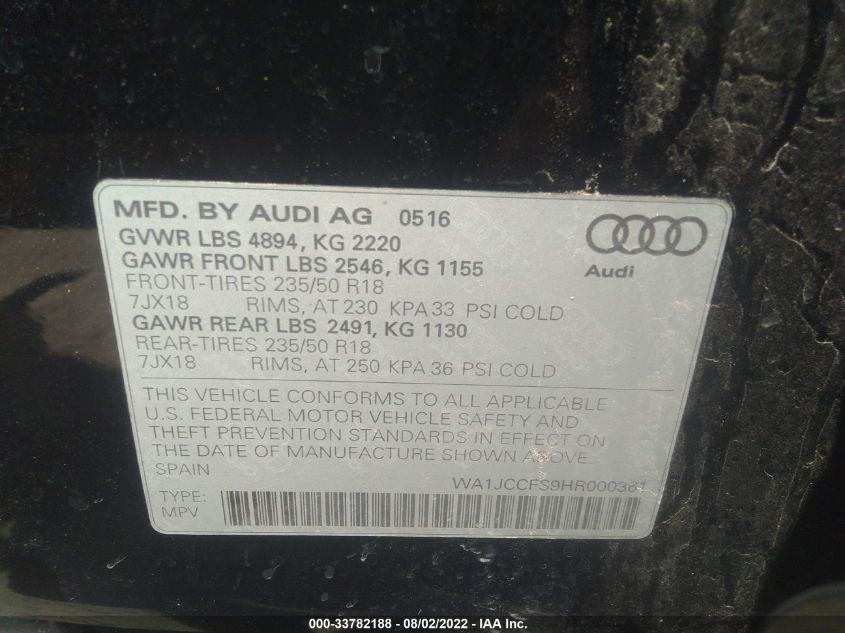 MFD. BY AUDI AG 0516
GVWR LBS 4894, KG 2220
GAWR FRONT LBS 2546, KG 1155
FRONT-TIRES 235/50 R18
7JX18 RIMS, AT 230 KPA 33 PSI COLD
GAWR REAR LBS 2491, KG 1130
REAR-TIRES 235/50 R18
7JX18 RIMS, AT 250 KPA 36 PSI COLD
Audi
THIS VEHICLE CONFORMS TO ALL APPLICABLE
U.S. FEDERAL MOTOR VEHICLE SAFETY AND
THEFT PREVENTION STANDARDS IN EFFECT ON
THE DATE OF MANUFACTURE SHOWN ABOVE.
SPAIN
WA1JCCFS9HR000361
TYPE:
MPV
000-33782188 - 08/02/2022 - IAA Inc.